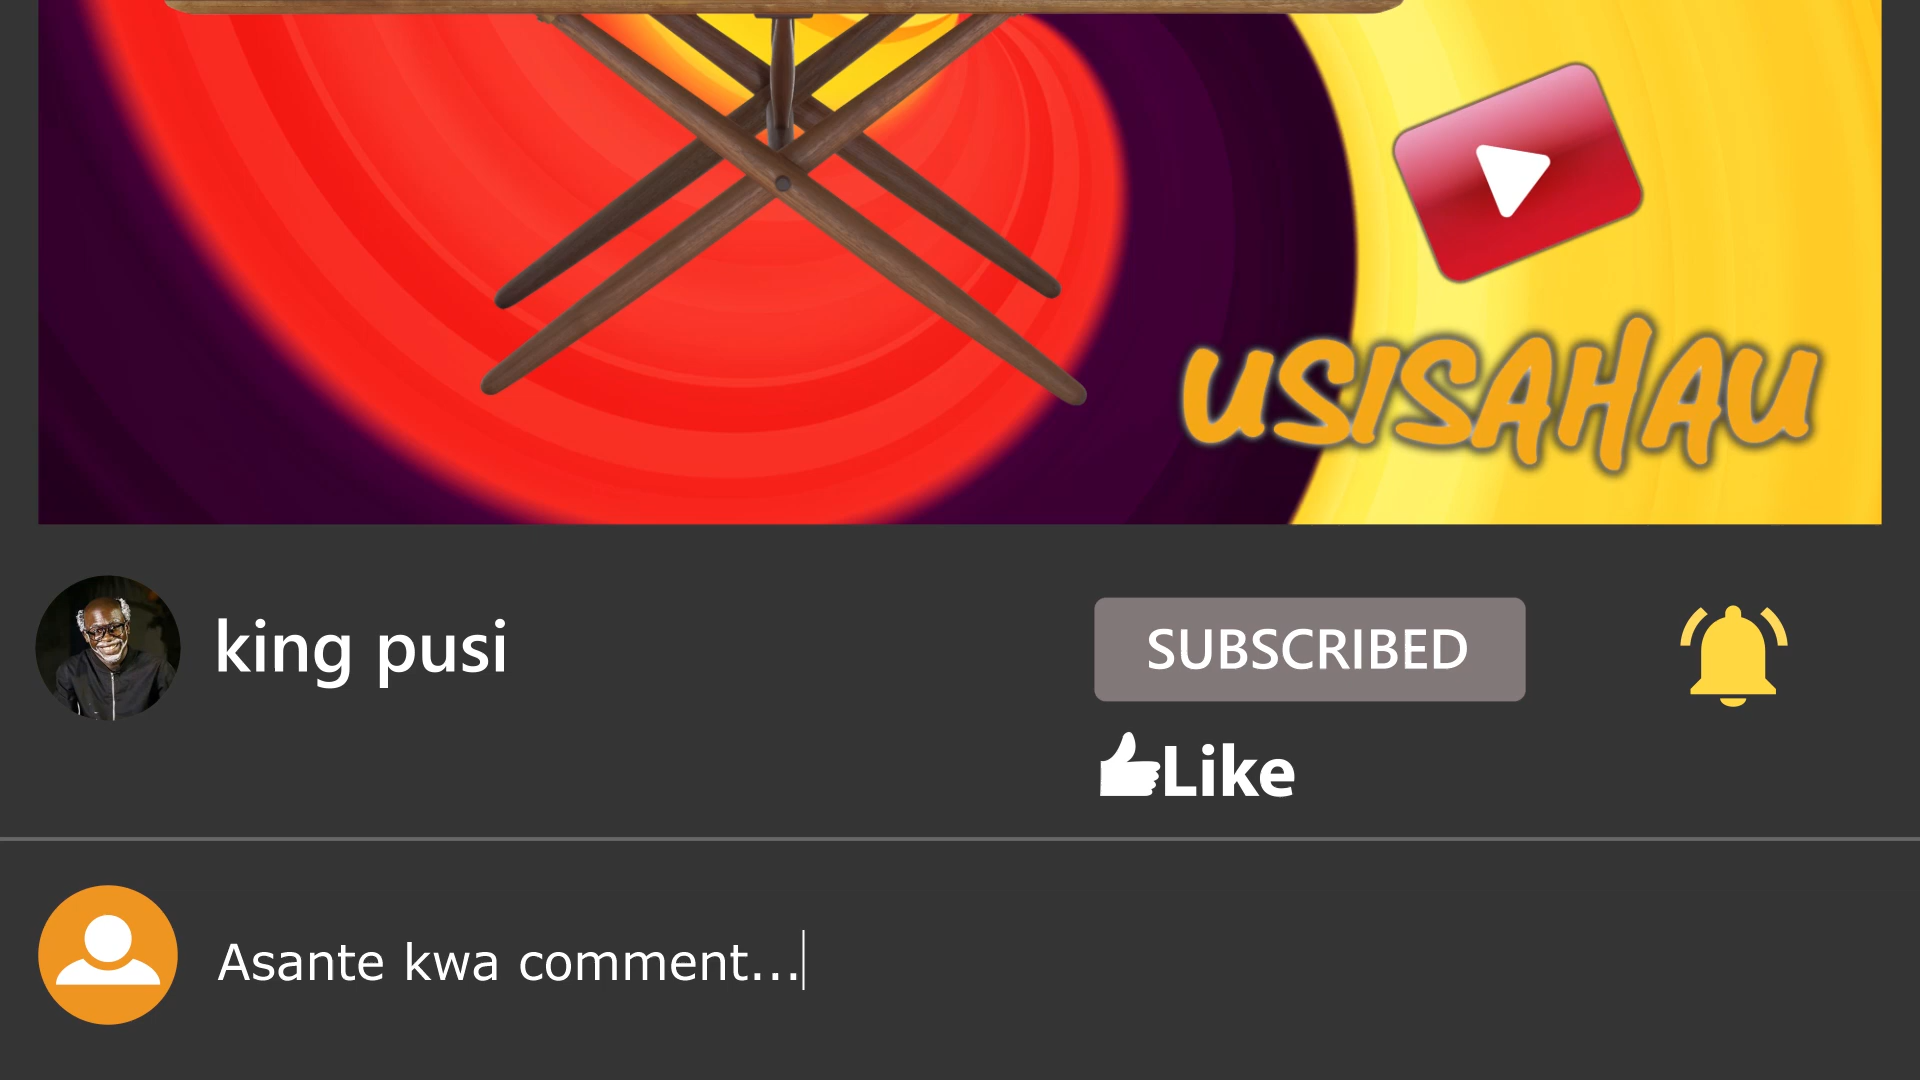 USISAHAU
king pusi
SUBSCRIBED
Like
Asante kwa comment...